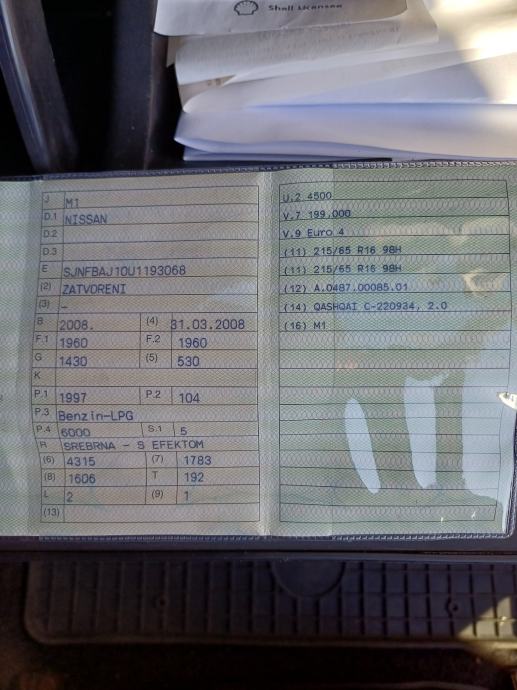 Shell Licensee
J M1
D.1 NISSAN
D.2
D.3
E SJNFBAJ10U1193068
(2) ZATVORENI
(3) –
B 2008. (4) 31.03.2008
F.1 1960 F.2 1960
G 1430 (5) 530
K
P.1 1997 P.2 104
P.3 Benzin-LPG
P.4 6000 S.1 5
R SREBRNA - S EFEKTOM
(6) 4315 (7) 1783
(8) 1606 T 192
L 2 (9) 1
(13)
U.2 4500
V.7 199.000
V.9 Euro 4
(11) 215/65 R16 98H
(11) 215/65 R16 98H
(12) A.0487.00085.01
(14) QASHQAI C-220934, 2.0
(16) M1